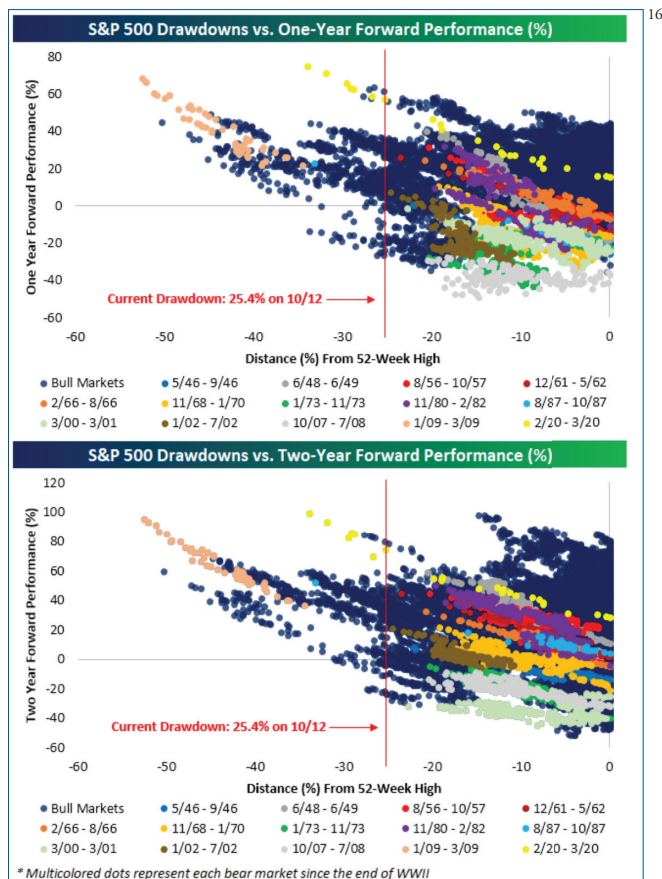 16
S&P 500 Drawdowns vs. One-Year Forward Performance (%)
One Year Forward Performance (%)
80
60
40
20
0
-20
-40
-60
Current Drawdown: 25.4% on 10/12
-60 -50 -40 -30 -20 -10 0
Distance (%) From 52-Week High
Bull Markets 5/46 - 9/46 6/48 - 6/49 8/56 - 10/57 12/61 - 5/62
2/66 - 8/66 11/68 - 1/70 1/73 - 11/73 11/80 - 2/82 8/87 - 10/87
3/00 - 3/01 1/02 - 7/02 10/07 - 7/08 1/09 - 3/09 2/20 - 3/20
S&P 500 Drawdowns vs. Two-Year Forward Performance (%)
Two Year Forward Performance (%)
120
100
80
60
40
20
0
-20
-40
-60
Current Drawdown: 25.4% on 10/12
-60 -50 -40 -30 -20 -10 0
Distance (%) From 52-Week High
Bull Markets 5/46 - 9/46 6/48 - 6/49 8/56 - 10/57 12/61 - 5/62
2/66 - 8/66 11/68 - 1/70 1/73 - 11/73 11/80 - 2/82 8/87 - 10/87
3/00 - 3/01 1/02 - 7/02 10/07 - 7/08 1/09 - 3/09 2/20 - 3/20
* Multicolored dots represent each bear market since the end of WWII